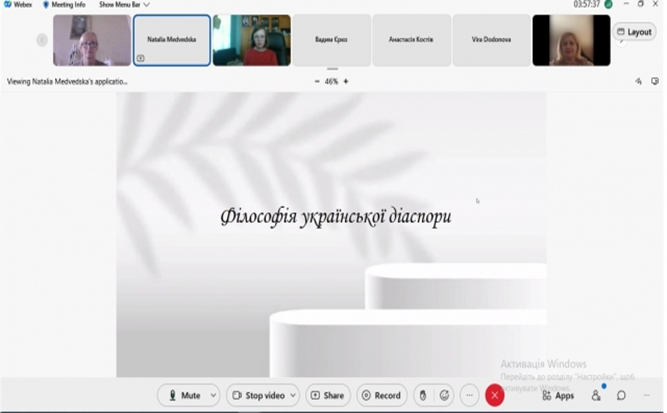 Webex
Meeting Info
Show Menu Bar
03:57:37
Natalia Medvedska
Анастасія Костів
Vira Dodonova
Layout
Viewing Natalia Medvedska's applicatio...
46%
Філософія української діаспори
Активація Windows
Перейдіть до розділу "Настройки", щоб
активувати Windows.
Mute
Stop video
Share
Record
Apps